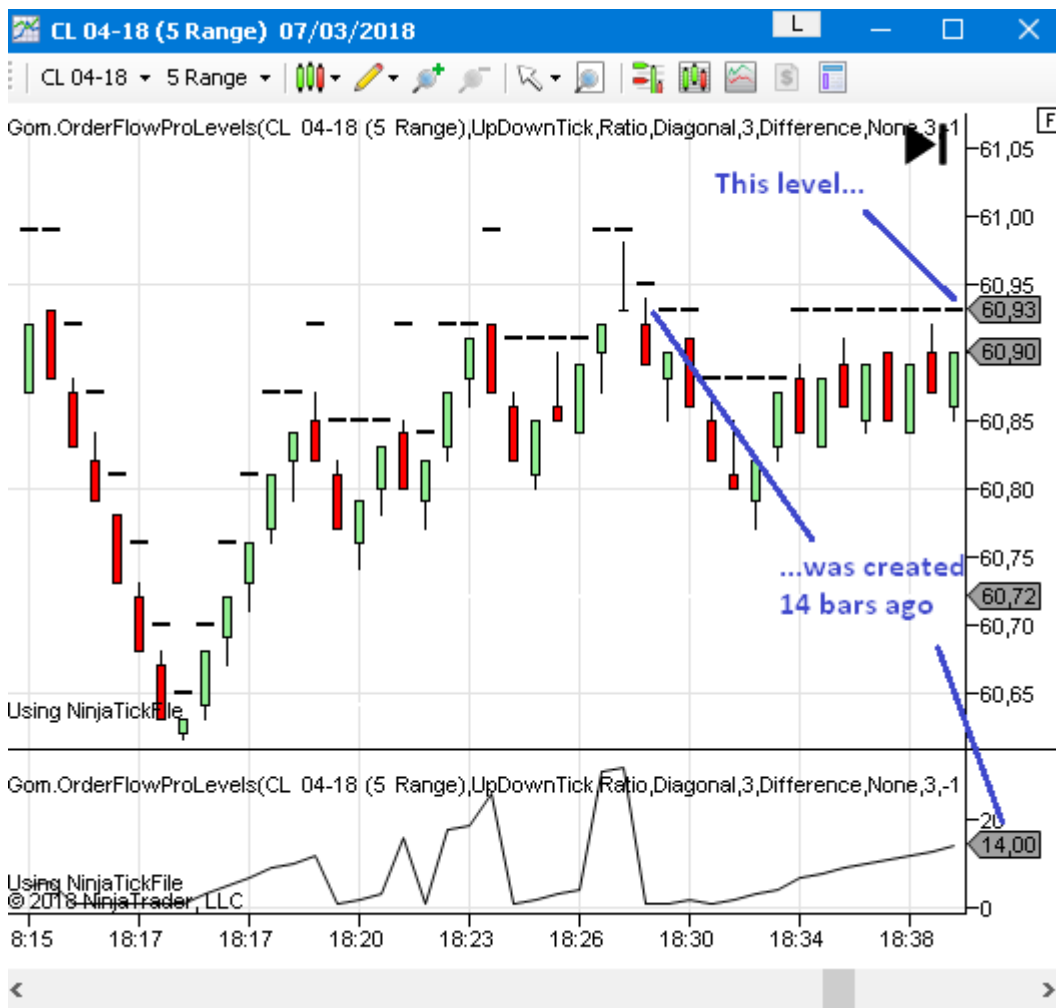 CL 04-18 (5 Range)  07/03/2018
L
CL 04-18
5 Range
Gom.OrderFlowProLevels(CL 04-18 (5 Range),UpDownTick,Ratio,Diagonal,3,Difference,None,3,-1
F
61,05
This level...
61,00
60,95
60,93
60,90
60,85
60,80
60,75
...was created
14 bars ago
60,72
60,70
60,65
Using NinjaTickFile
Gom.OrderFlowProLevels(CL 04-18 (5 Range),UpDownTick,Ratio,Diagonal,3,Difference,None,3,-1
20
14,00
Using NinjaTickFile
© 2018 NinjaTrader, LLC
0
8:15
18:17
18:17
18:20
18:23
18:26
18:30
18:34
18:38